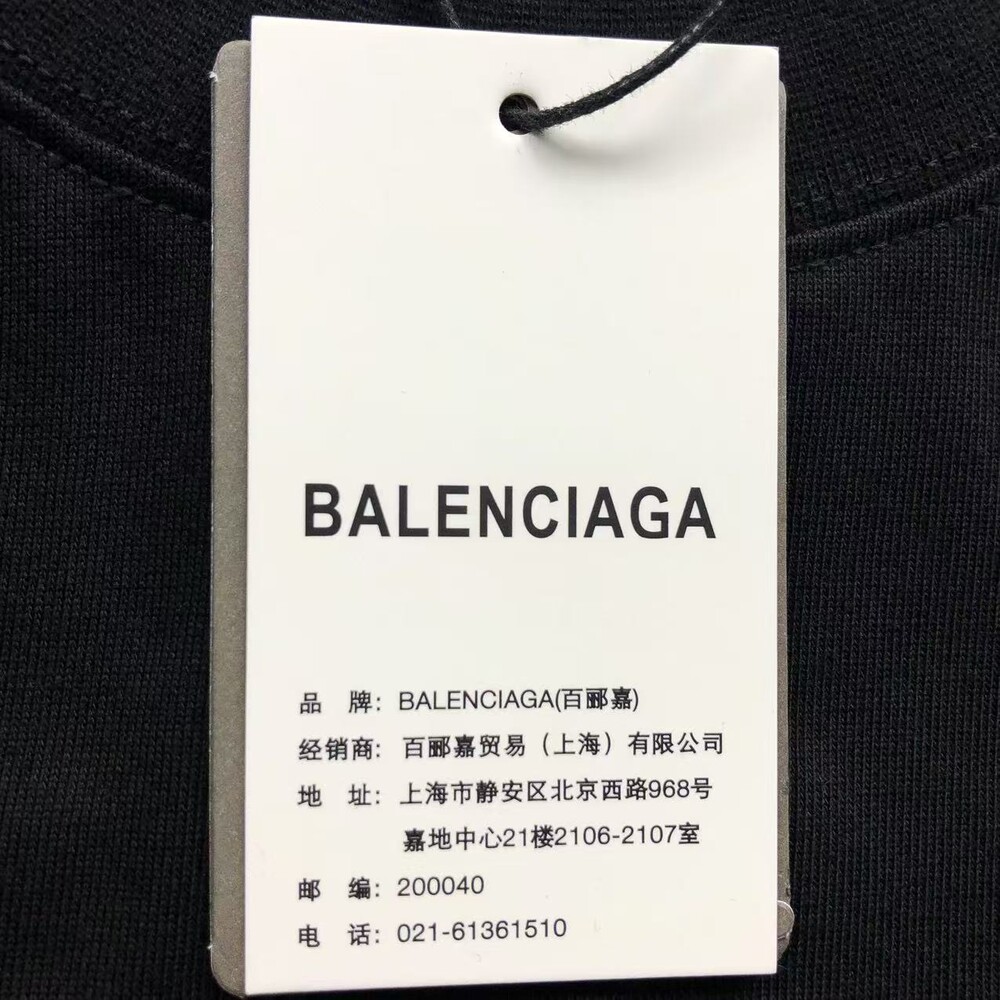 BALENCIAGA
品 牌：BALENCIAGA(百郦嘉)
经销商：百郦嘉贸易（上海）有限公司
地 址：上海市静安区北京西路968号
嘉地中心21楼2106-2107室
邮 编：200040
电 话：021-61361510